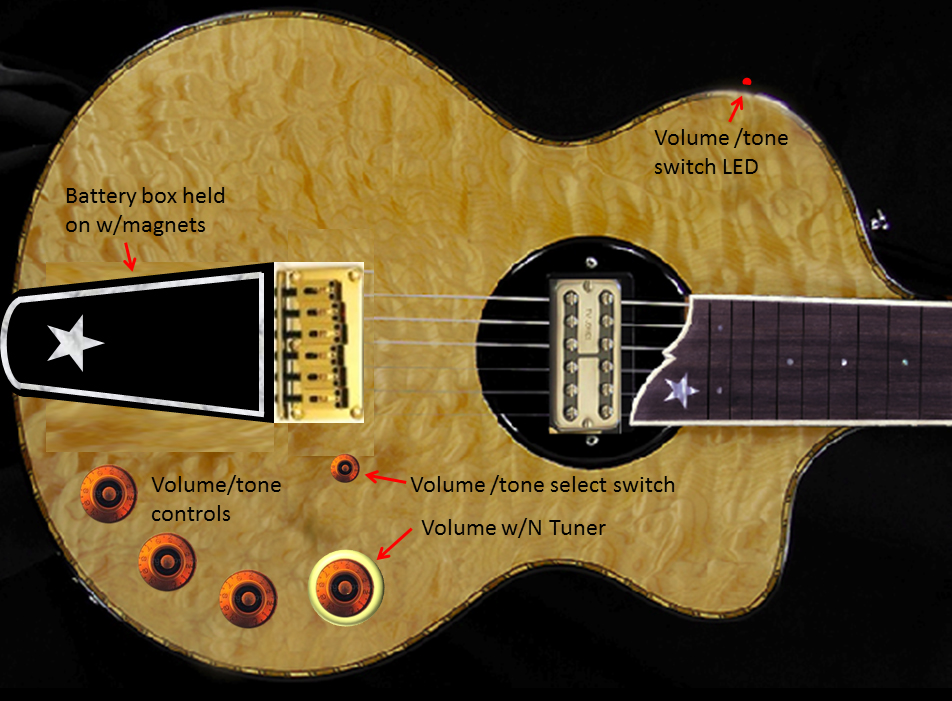 Volume /tone
switch LED
Battery box held
on w/magnets
Volume/tone
controls
Volume /tone select switch
Volume w/N Tuner